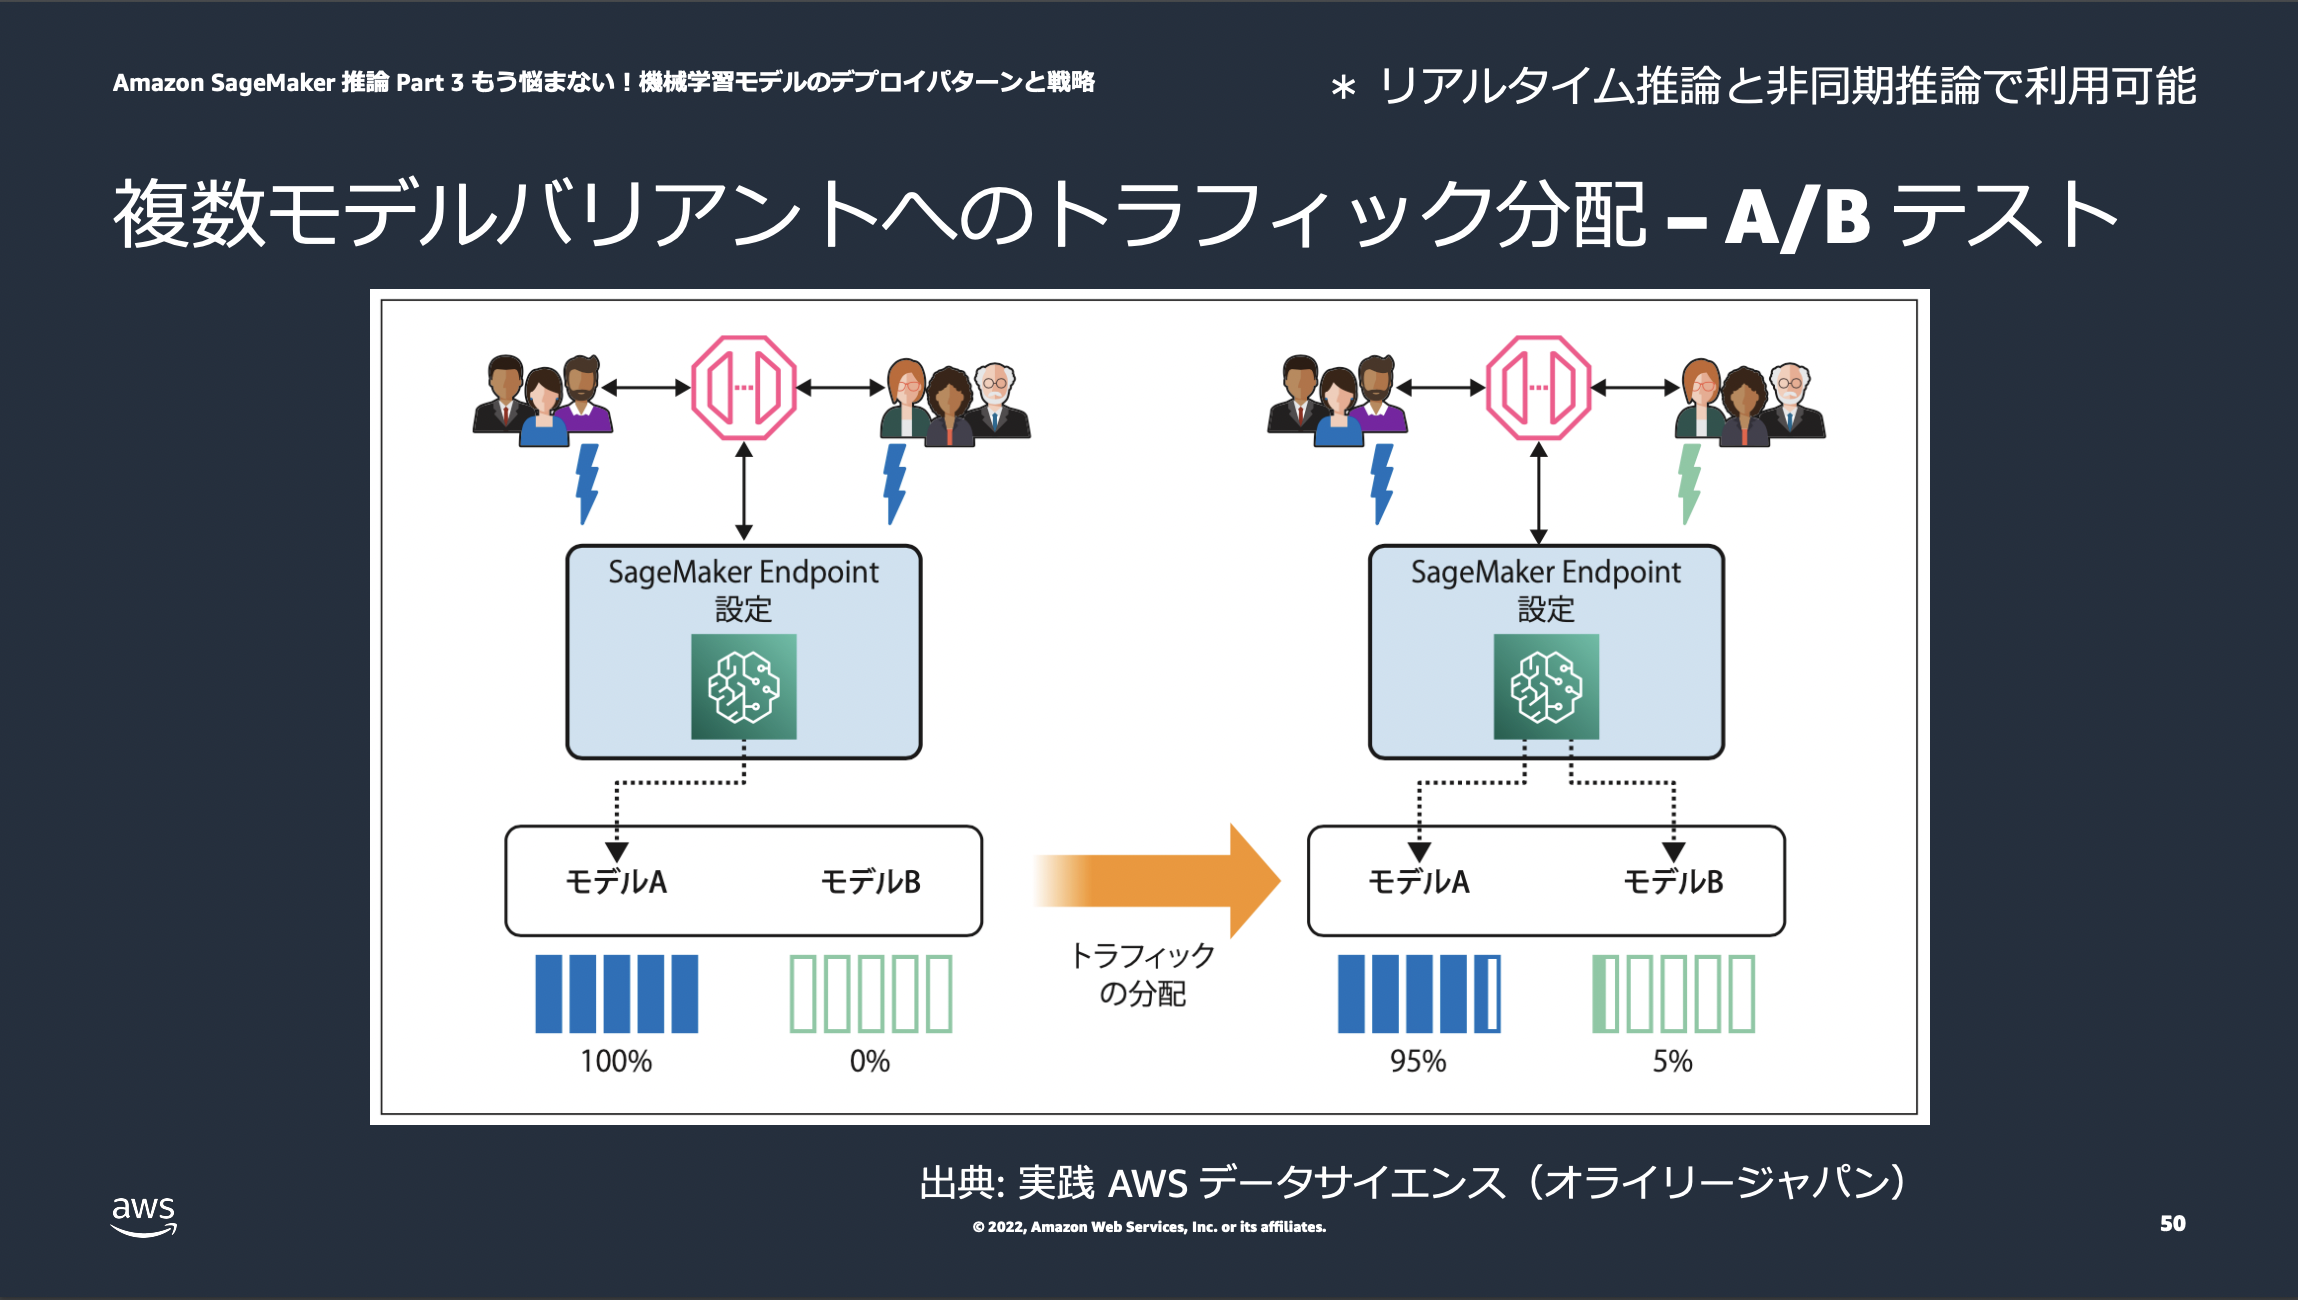 Amazon SageMaker 推論 Part 3 もう悩まない！機械学習モデルのデプロイパターンと戦略
* リアルタイム推論と非同期推論で利用可能
複数モデルバリアントへのトラフィック分配 – A/B テスト
SageMaker Endpoint
設定
モデルA
モデルB
100%
0%
トラフィック
の分配
SageMaker Endpoint
設定
モデルA
モデルB
95%
5%
出典: 実践 AWS データサイエンス（オライリージャパン）
aws
© 2022, Amazon Web Services, Inc. or its affiliates.
50